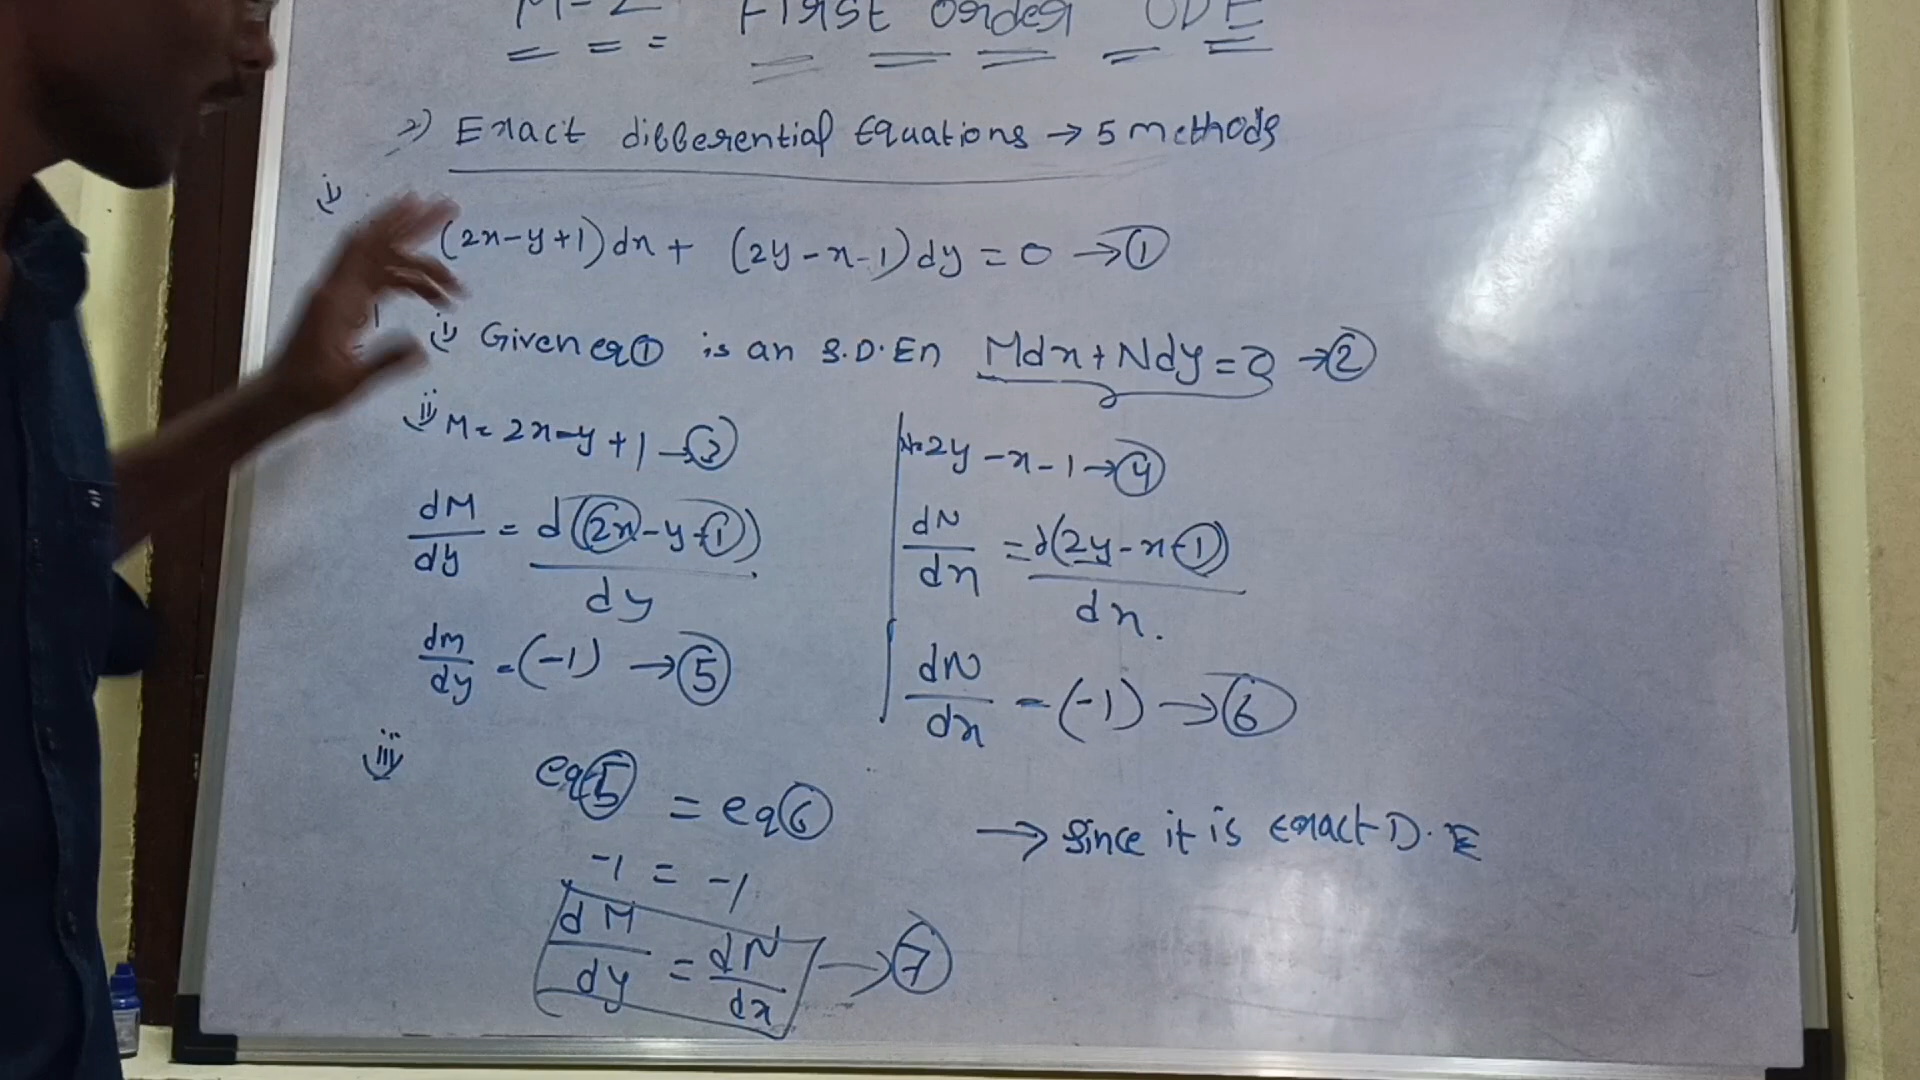 M-2 First Order ODE
2) Exact differential Equations → 5 methods
i) (2x-y+1)dx + (2y-x-1)dy = 0 → ①
i) Given eq① is an S.D.En Mdx + Ndy = 0 → ②
ii) M = 2x-y+1 → ③
N = 2y-x-1 → ④
dM/dy = d(2x-y+1)/dy
dN/dx = d(2y-x-1)/dx.
dm/dy = (-1) → ⑤
dN/dx = (-1) → ⑥
iii) eq⑤ = eq⑥
→ Since it is exact D.E
-1 = -1
dM/dy = dN/dx → ⑦